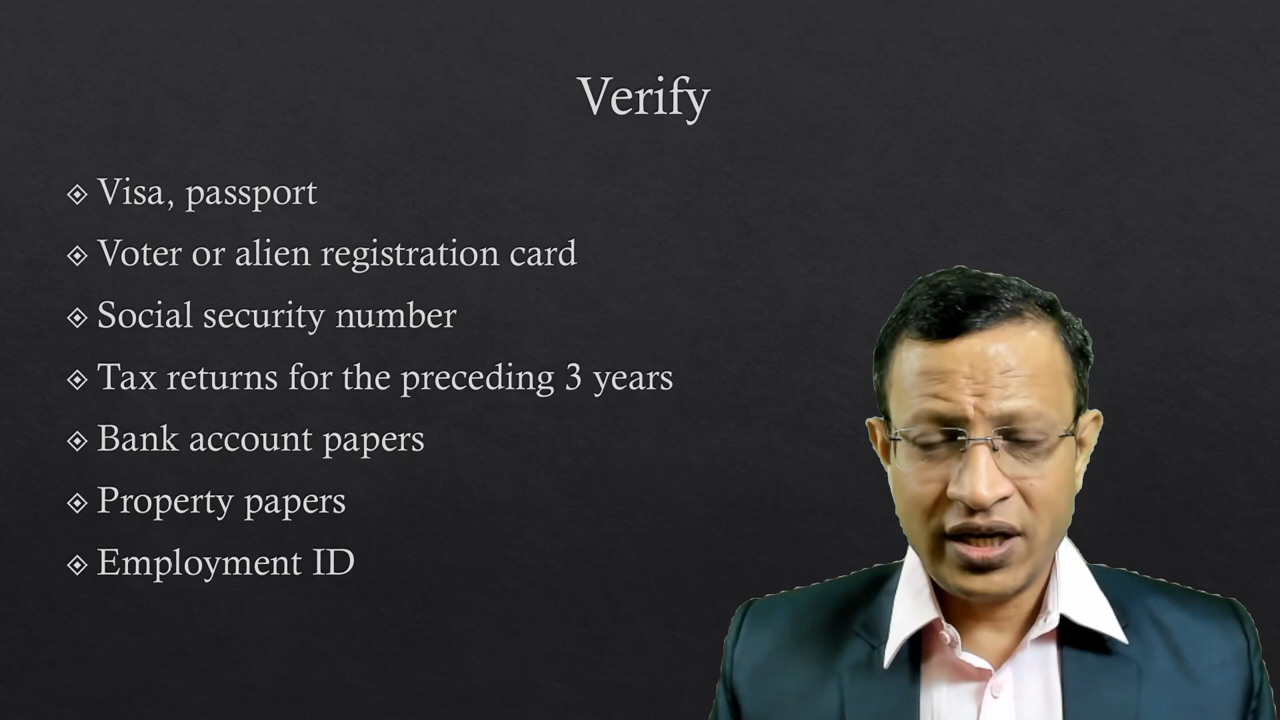 Verify
Visa, passport
Voter or alien registration card
Social security number
Tax returns for the preceding 3 years
Bank account papers
Property papers
Employment ID